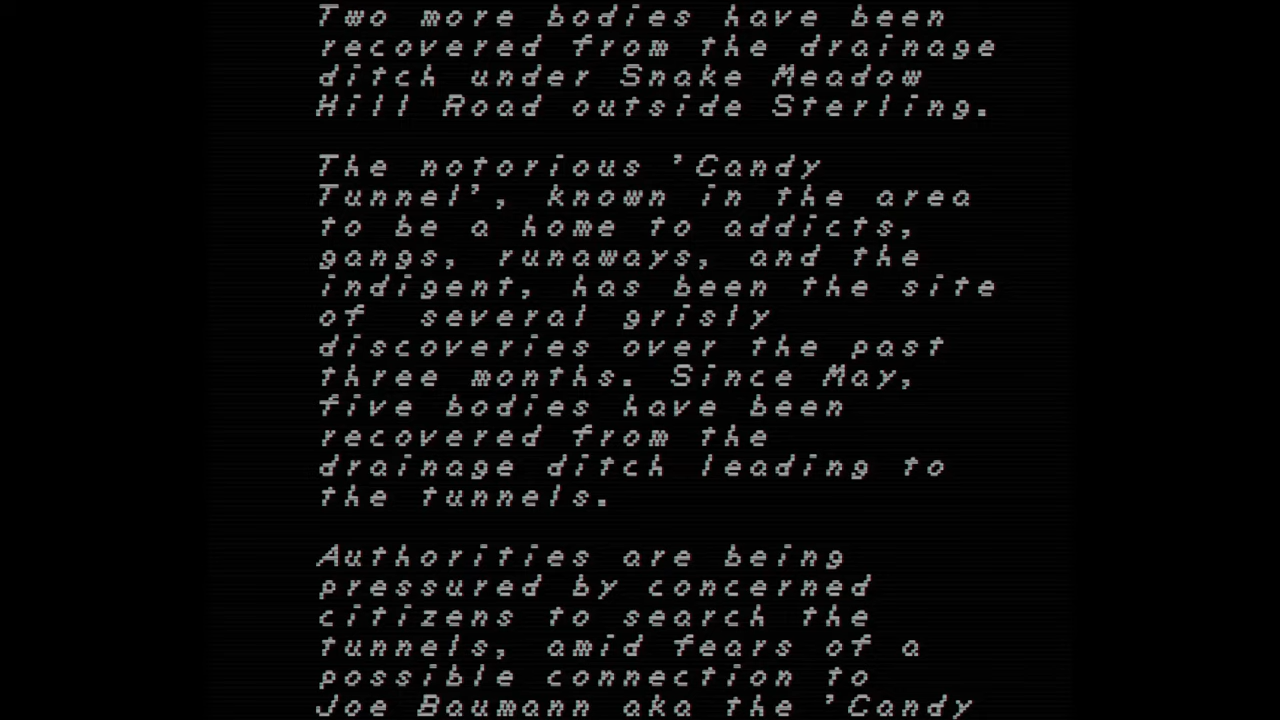 Two more bodies have been
recovered from the drainage
ditch under Snake Meadow
Hill Road outside Sterling.
The notorious 'Candy
Tunnel', known in the area
to be a home to addicts,
gangs, runaways, and the
indigent, has been the site
of several grisly
discoveries over the past
three months. Since May,
five bodies have been
recovered from the
drainage ditch leading to
the tunnels.
Authorities are being
pressured by concerned
citizens to search the
tunnels, amid fears of a
possible connection to
Joe Baumann aka the 'Candy